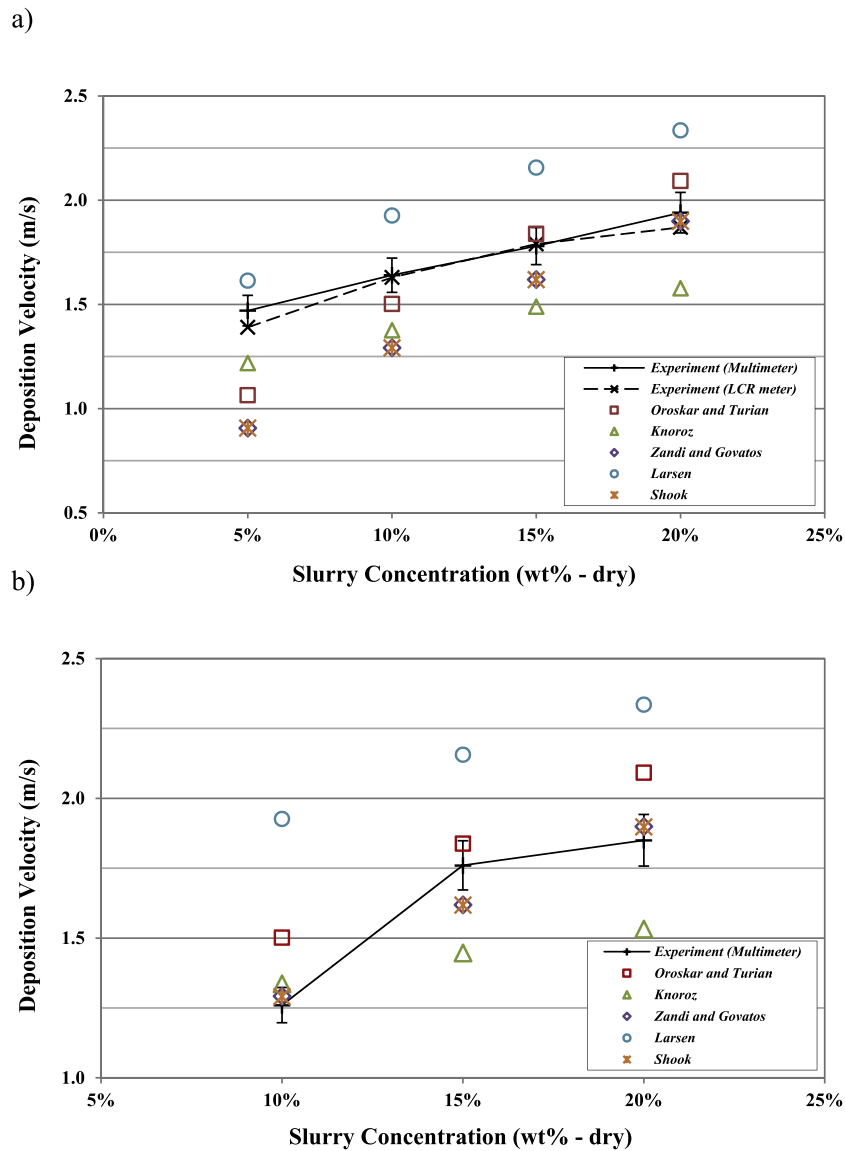 a)
2.5
2.0
1.5
1.0
0.5
Deposition Velocity (m/s)
0%
5%
10%
15%
20%
25%
Slurry Concentration (wt% - dry)
Experiment (Multimeter)
Experiment (LCR meter)
Oroskar and Turian
Knoroz
Zandi and Govatos
Larsen
Shook
b)
2.5
2.0
1.5
1.0
Deposition Velocity (m/s)
5%
10%
15%
20%
25%
Slurry Concentration (wt% - dry)
Experiment (Multimeter)
Oroskar and Turian
Knoroz
Zandi and Govatos
Larsen
Shook